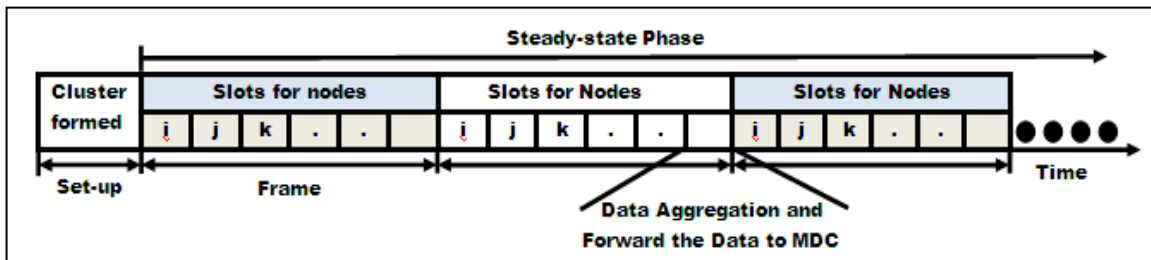 Steady-state Phase
Cluster formed
Slots for nodes
Slots for Nodes
Slots for Nodes
i j k . .
i j k . .
i j k . .
Set-up
Frame
Time
Data Aggregation and
Forward the Data to MDC